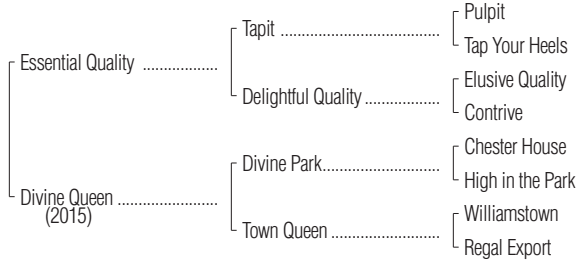 Pulpit
Tapit
Tap Your Heels
Essential Quality
Elusive Quality
Delightful Quality
Contrive
Chester House
Divine Park
High in the Park
Divine Queen
(2015)
Williamstown
Town Queen
Regal Export